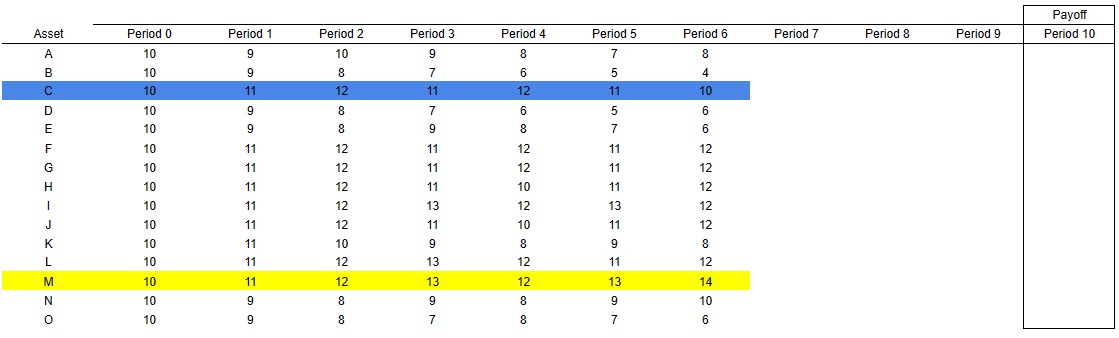 Payoff
Asset Period 0 Period 1 Period 2 Period 3 Period 4 Period 5 Period 6 Period 7 Period 8 Period 9 Period 10
A 10 9 10 9 8 7 8
B 10 9 8 7 6 5 4
C 10 11 12 11 12 11 10
D 10 9 8 7 6 5 6
E 10 9 8 9 8 7 6
F 10 11 12 11 12 11 12
G 10 11 12 11 12 11 12
H 10 11 12 11 10 11 12
I 10 11 12 13 12 13 12
J 10 11 12 11 10 11 12
K 10 11 10 9 8 9 8
L 10 11 12 13 12 11 12
M 10 11 12 13 12 13 14
N 10 9 8 9 8 9 10
O 10 9 8 7 8 7 6